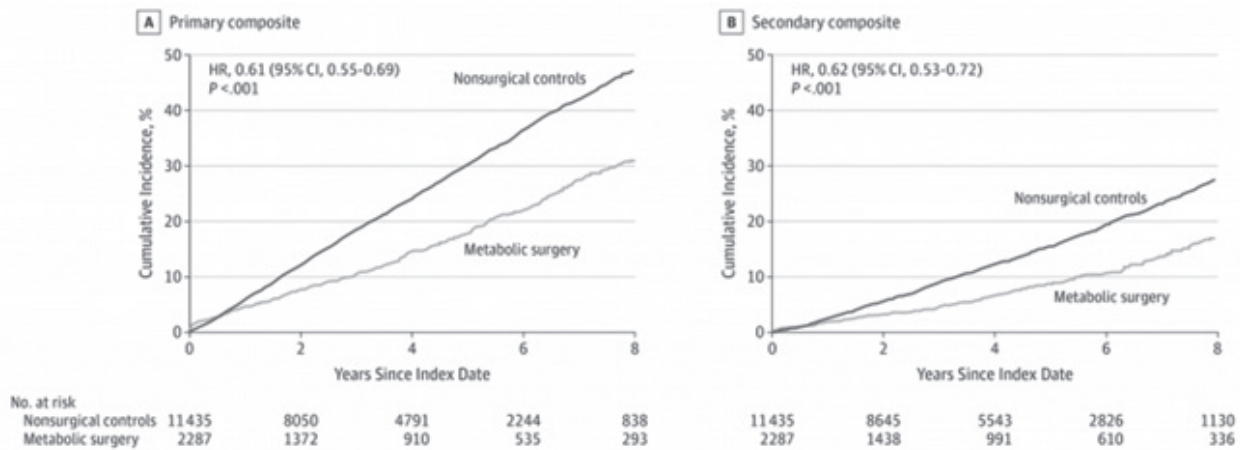 A Primary composite
50
40
30
20
10
0
Cumulative Incidence, %
HR, 0.61 (95% CI, 0.55-0.69)
P <.001
Nonsurgical controls
Metabolic surgery
0 2 4 6 8
Years Since Index Date
No. at risk
Nonsurgical controls 11435 8050 4791 2244 838
Metabolic surgery 2287 1372 910 535 293
B Secondary composite
50
40
30
20
10
0
Cumulative Incidence, %
HR, 0.62 (95% CI, 0.53-0.72)
P <.001
Nonsurgical controls
Metabolic surgery
0 2 4 6 8
Years Since Index Date
11435 8645 5543 2826 1130
2287 1438 991 610 336